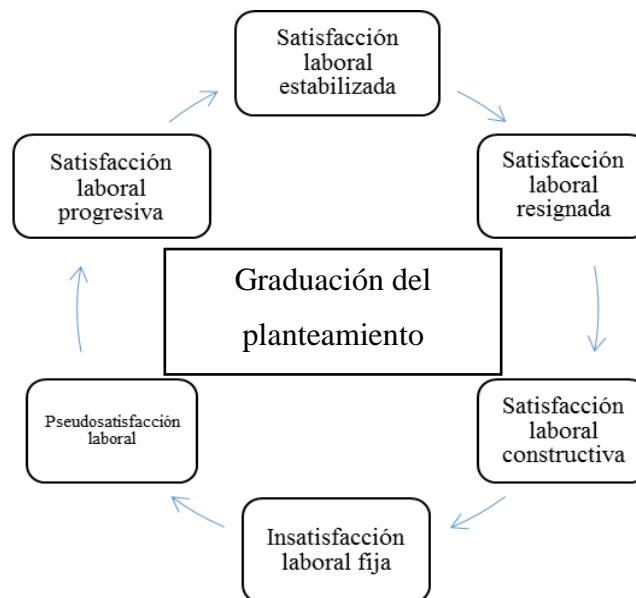 Satisfacción
laboral
estabilizada
Satisfacción
laboral
resignada
Satisfacción
laboral
constructiva
Insatisfacción
laboral fija
Pseudosatisfacción
laboral
Satisfacción
laboral
progresiva
Graduación del
planteamiento